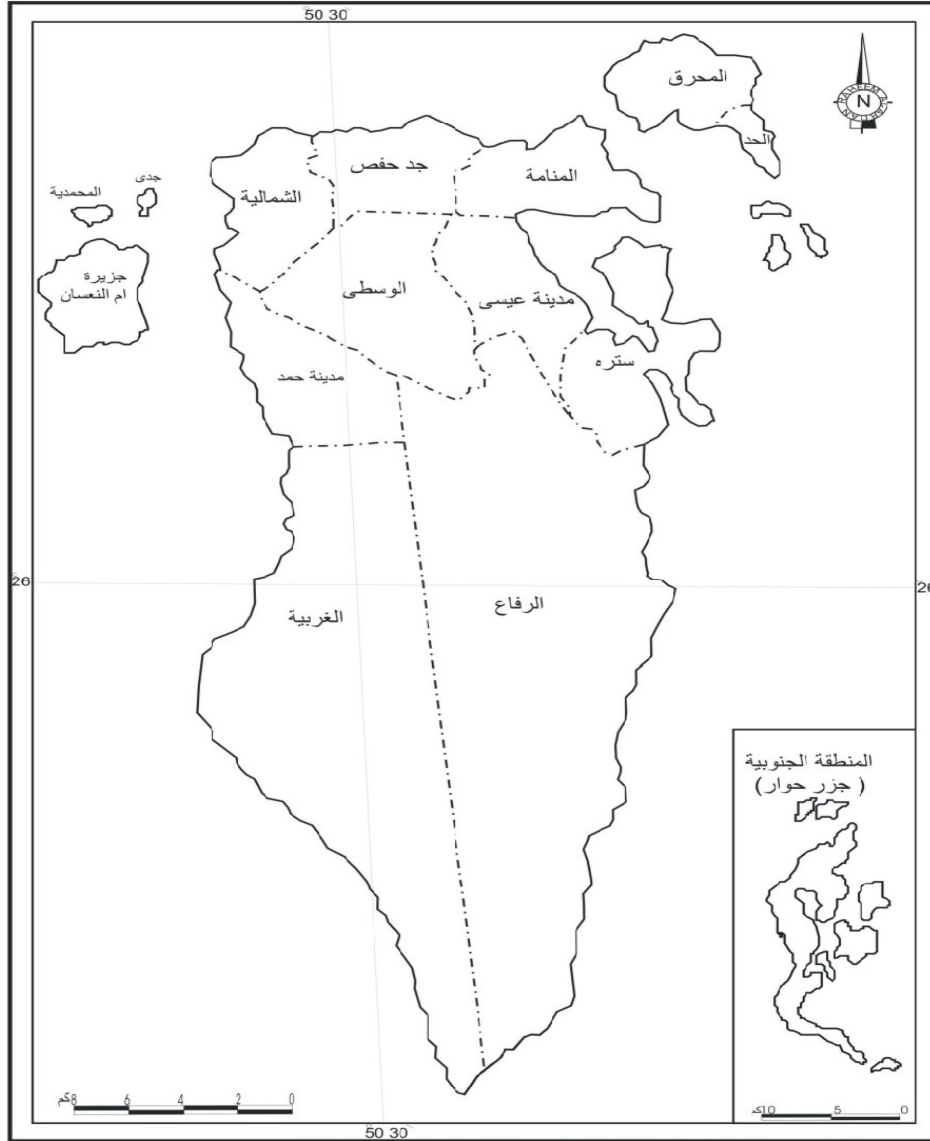 50 30
المحرق
الحد
N
جد حفص
المنامة
الشمالية
جدى
المحمدية
جزيرة
ام النعسان
الوسطى
مدينة عيسى
ستره
مدينة حمد
26
26
الرفاع
الغربية
المنطقة الجنوبية
( جزر حوار)
8كم 6 4 2 0
10كم 5 0
50 30